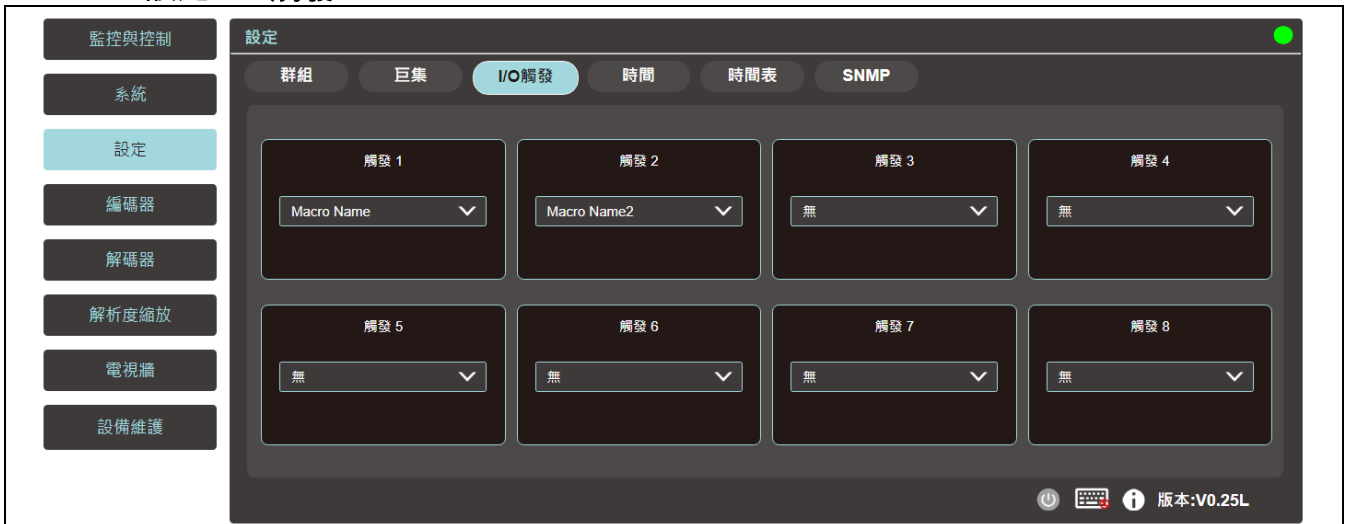 監控與控制
系統
設定
編碼器
解碼器
解析度縮放
電視牆
設備維護
設定
群組 巨集 I/O觸發 時間 時間表 SNMP
觸發 1 觸發 2 觸發 3 觸發 4
Macro Name Macro Name2 無 無
觸發 5 觸發 6 觸發 7 觸發 8
無 無 無 無
版本:V0.25L